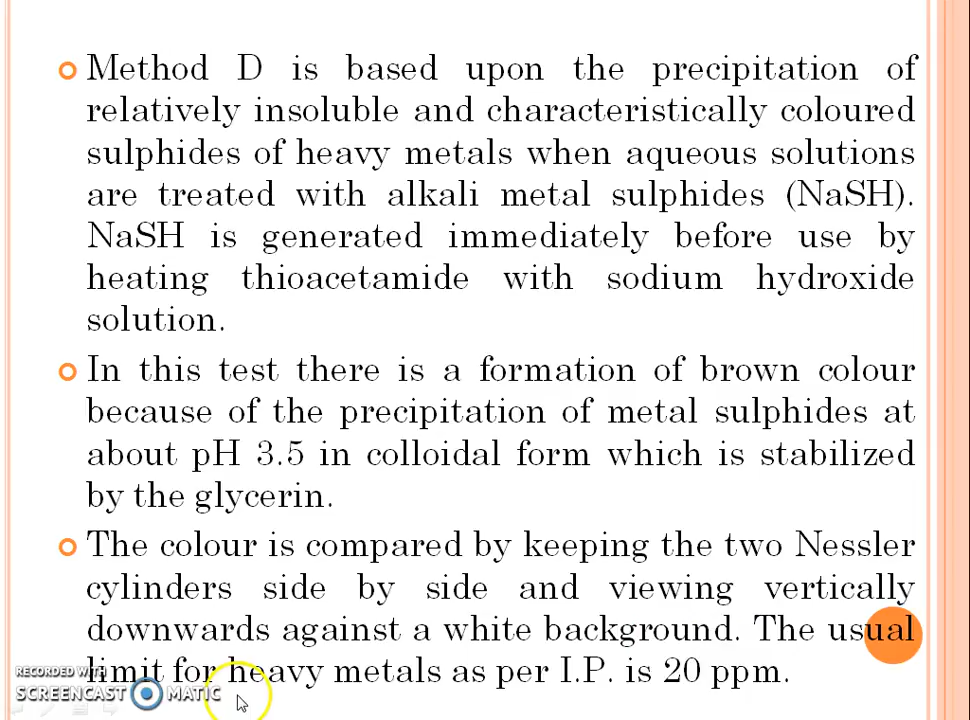 Method D is based upon the precipitation of
relatively insoluble and characteristically coloured
sulphides of heavy metals when aqueous solutions
are treated with alkali metal sulphides (NaSH).
NaSH is generated immediately before use by
heating thioacetamide with sodium hydroxide
solution.
In this test there is a formation of brown colour
because of the precipitation of metal sulphides at
about pH 3.5 in colloidal form which is stabilized
by the glycerin.
The colour is compared by keeping the two Nessler
cylinders side by side and viewing vertically
downwards against a white background. The usual
limit for heavy metals as per I.P. is 20 ppm.
RECORDED WITH
SCREENCAST MATIC